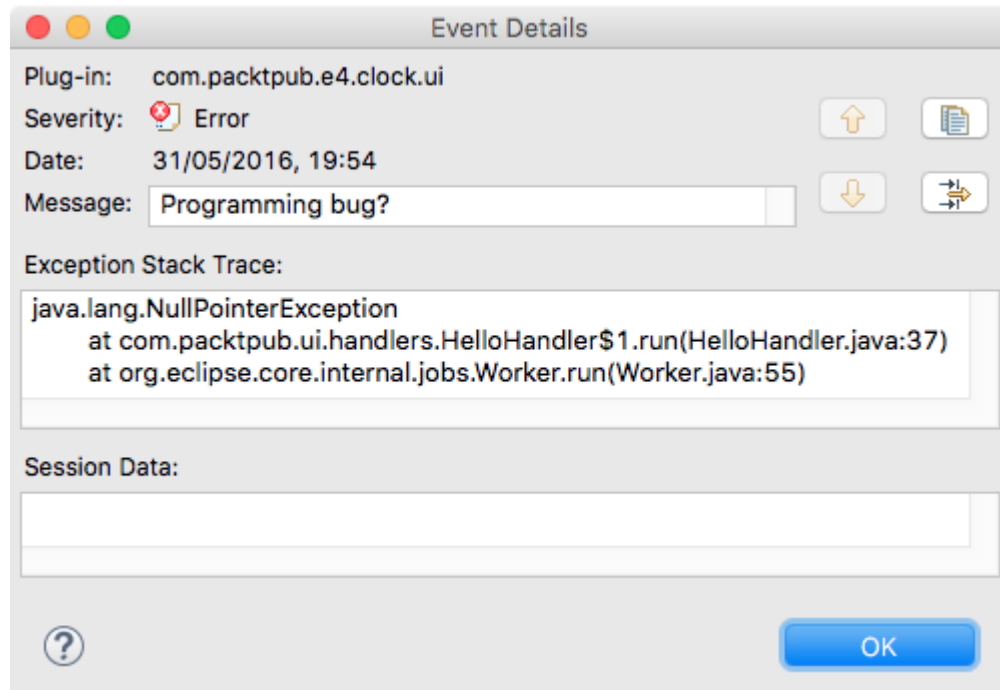 Event Details
Plug-in: com.packtpub.e4.clock.ui
Severity: Error
Date: 31/05/2016, 19:54
Message: Programming bug?
Exception Stack Trace:
java.lang.NullPointerException
at com.packtpub.ui.handlers.HelloHandler$1.run(HelloHandler.java:37)
at org.eclipse.core.internal.jobs.Worker.run(Worker.java:55)
Session Data:
?
OK